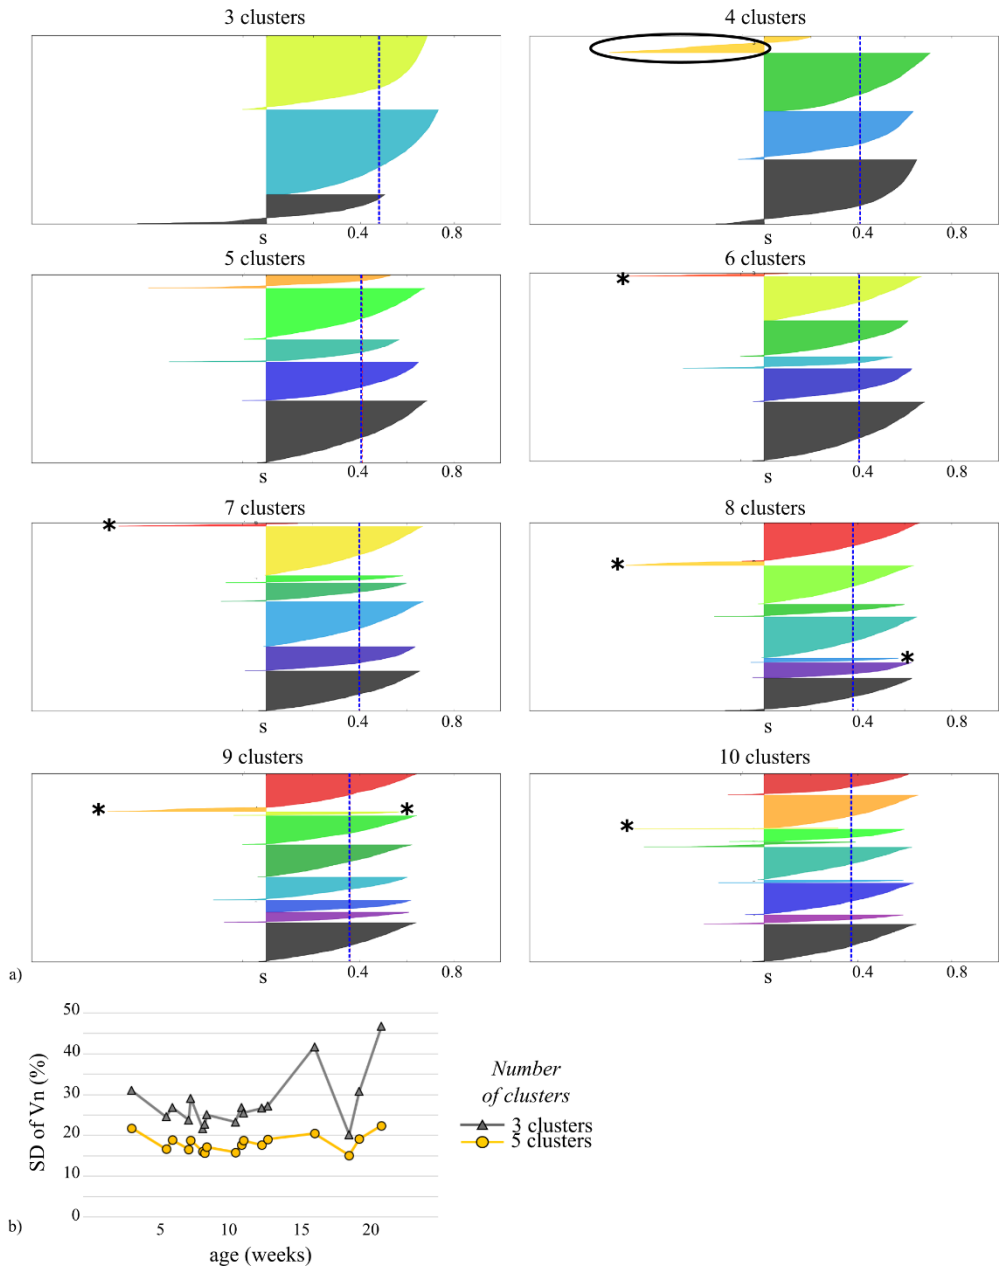 3 clusters
4 clusters
s 0.4 0.8
s 0.4 0.8
5 clusters
6 clusters
*
s 0.4 0.8
s 0.4 0.8
7 clusters
8 clusters
*
*
*
s 0.4 0.8
s 0.4 0.8
9 clusters
10 clusters
* *
*
s 0.4 0.8
s 0.4 0.8
a)
50
40
30
20
10
0
SD of Vn (%)
5 10 15 20
age (weeks)
Number
of clusters
3 clusters
5 clusters
b)